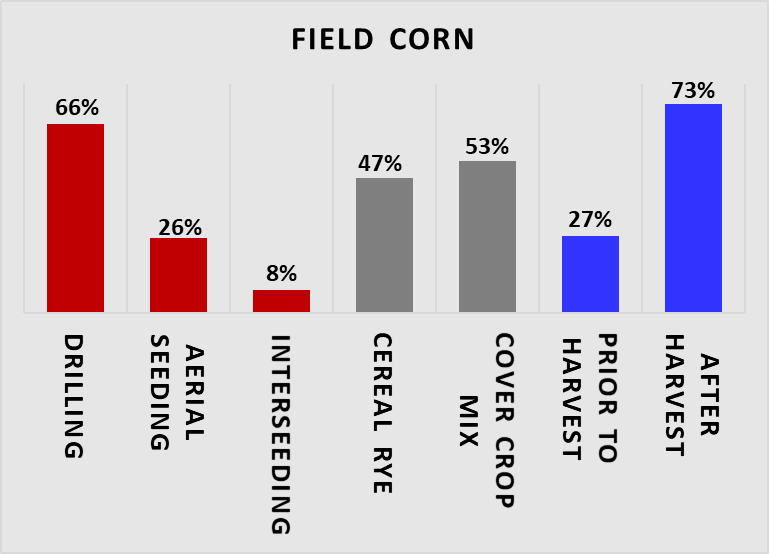 FIELD CORN
66%
26%
8%
47%
53%
27%
73%
DRILLING
AERIAL
SEEDING
INTERSEEDING
CEREAL RYE
COVER CROP
MIX
PRIOR TO
HARVEST
AFTER
HARVEST